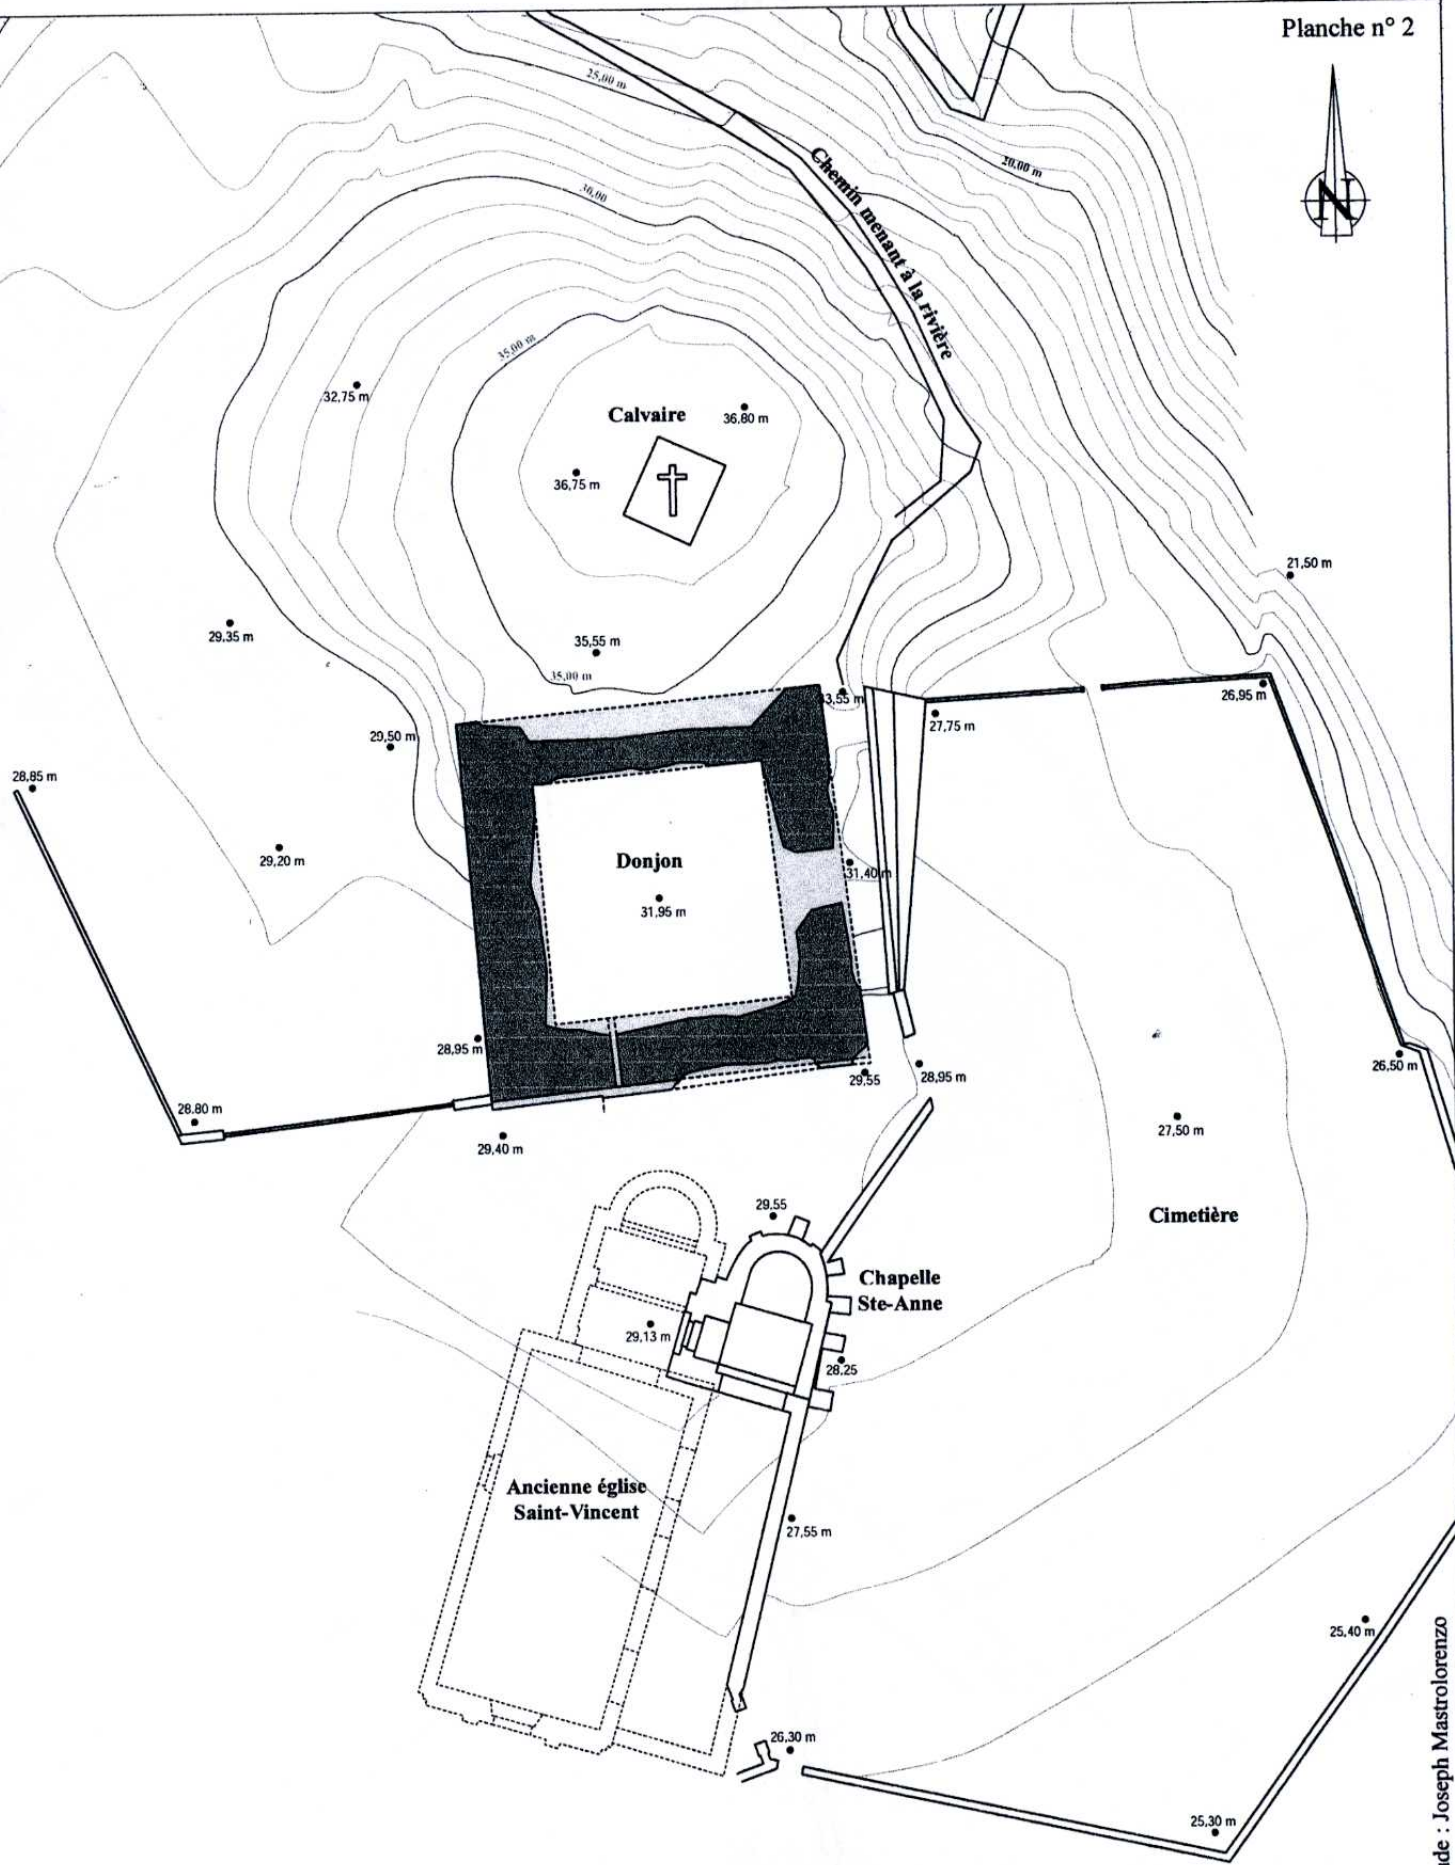 Planche n° 2
25,00 m
Chemin menant à la rivière
20,00 m
30,00
N
35,00 m
32,75 m
Calvaire
36,80 m
36,75 m
21,50 m
29,35 m
35,55 m
35,00 m
3,55 m
26,95 m
27,75 m
29,50 m
28,85 m
29,20 m
Donjon
31,40 m
31,95 m
28,95 m
29,55
28,95 m
26,50 m
28.80 m
29,40 m
27,50 m
Cimetière
29.55
Chapelle
Ste-Anne
29,13 m
28,25
Ancienne église
Saint-Vincent
27,55 m
25,40 m
26,30 m
25,30 m
de : Joseph Mastrolorenzo